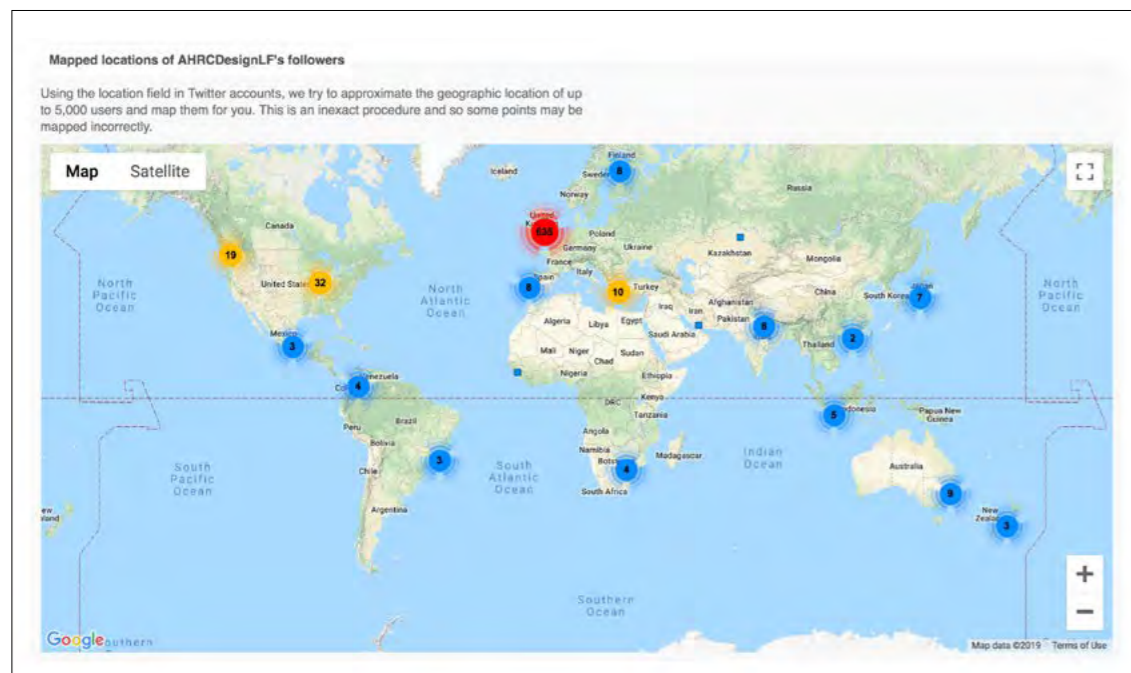 Mapped locations of AHRCDesignLF's followers
Using the location field in Twitter accounts, we try to approximate the geographic location of up
to 5,000 users and map them for you. This is an inexact procedure and so some points may be
mapped incorrectly.
Map Satellite
Finland
8
Iceland
Sweden
Russia
Norway
United
635
Canada
Poland
Germany
Ukraine
Kazakhstan
Mongolia
19
France
Italy
Spain
8
10
Turkey
United States
32
North
Pacific
Ocean
North
Atlantic
Ocean
North
Pacific
Ocean
China
South Korea
Japan
7
Afghanistan
Iraq
Iran
Pakistan
Algeria
Libya
Egypt
Saudi Arabia
Thailand
2
Mexico
3
Mali
Niger
Chad
Sudan
Nigeria
Ethiopia
Venezuela
4
DRC
Kenya
Tanzania
Indonesia
5
Papua New
Guinea
Peru
Brazil
Bolivia
3
Angola
Namibia
4
Madagascar
Indian
Ocean
South
Pacific
Ocean
Chile
South
Atlantic
Ocean
Australia
South Africa
9
Argentina
New
Zealand
3
Southern
Ocean
+
−
Google
Map data ©2019 Terms of Use